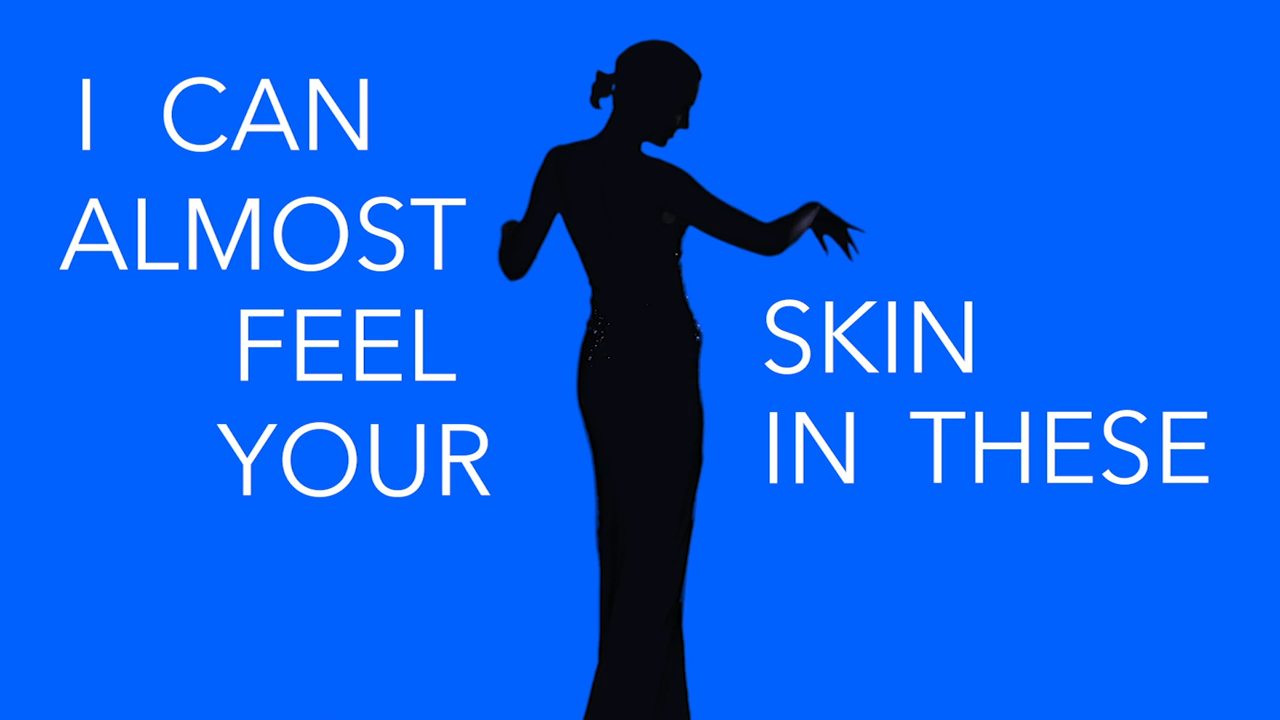 I CAN
ALMOST
FEEL
YOUR
SKIN
IN THESE